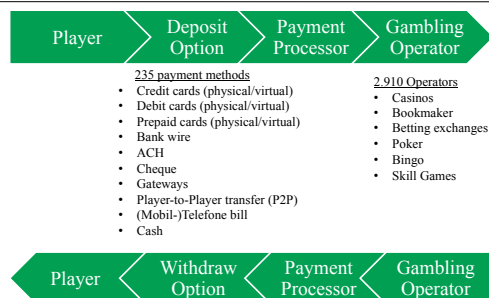 Player
Deposit
Option
Payment
Processor
Gambling
Operator
235 payment methods
• Credit cards (physical/virtual)
• Debit cards (physical/virtual)
• Prepaid cards (physical/virtual)
• Bank wire
• ACH
• Cheque
• Gateways
• Player-to-Player transfer (P2P)
• (Mobil-)Telefone bill
• Cash
2.910 Operators
• Casinos
• Bookmaker
• Betting exchanges
• Poker
• Bingo
• Skill Games
Player
Withdraw
Option
Payment
Processor
Gambling
Operator